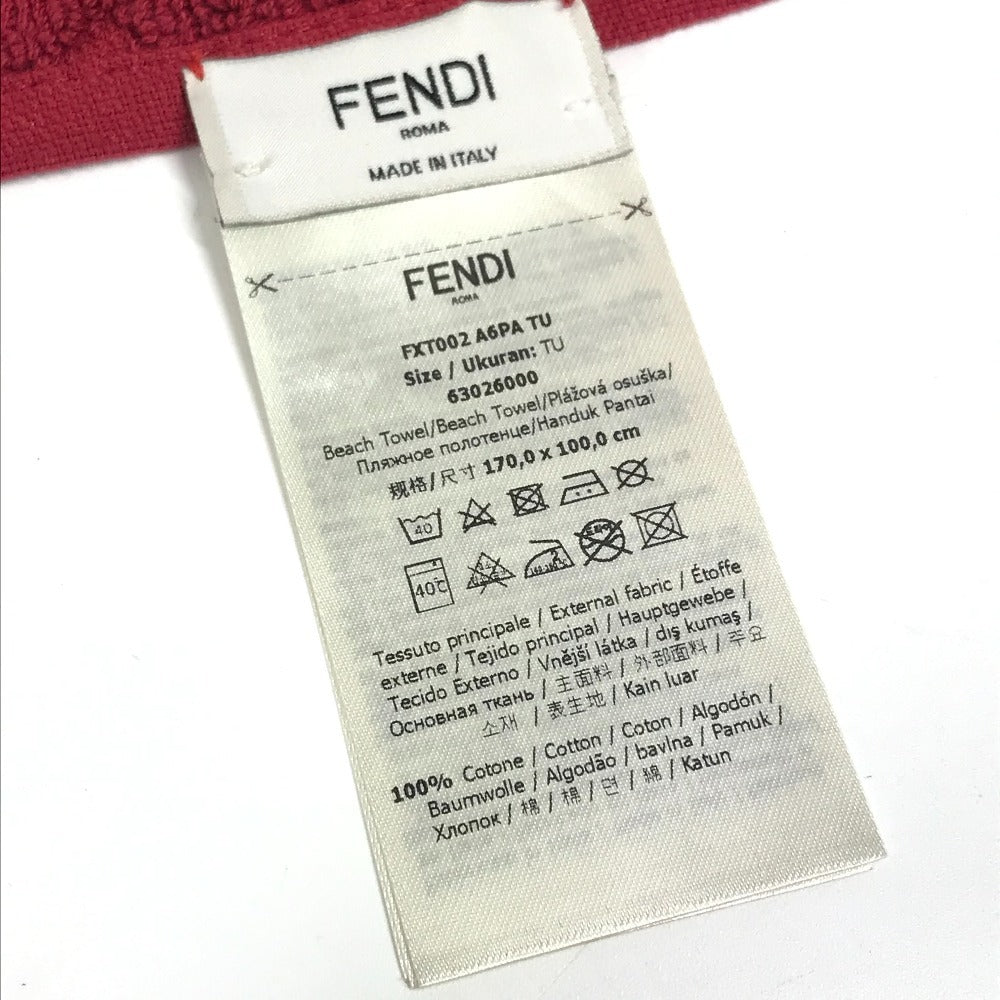 FENDI
ROMA
MADE IN ITALY
FENDI
ROMA
FXT002 A6PA TU
Size / Ukuran: TU
63026000
Beach Towel/Beach Towel/Plážová osuška/
Пляжное полотенце/Handuk Pantai
规格/尺寸 170,0 x 100,0 cm
40
40℃
Tessuto principale / External fabric / Étoffe
externe / Tejido principal / Hauptgewebe /
Tecido Externo / Vnější látka / dış kumaş /
Основная ткань / 主面料 / 外部面料 / 주요
소재 / 表生地 / Kain luar
100% Cotone / Cotton / Coton / Algodón /
Baumwolle / Algodão / bavlna / Pamuk /
Хлопок / 棉 / 棉 / 면 / 綿 / Katun